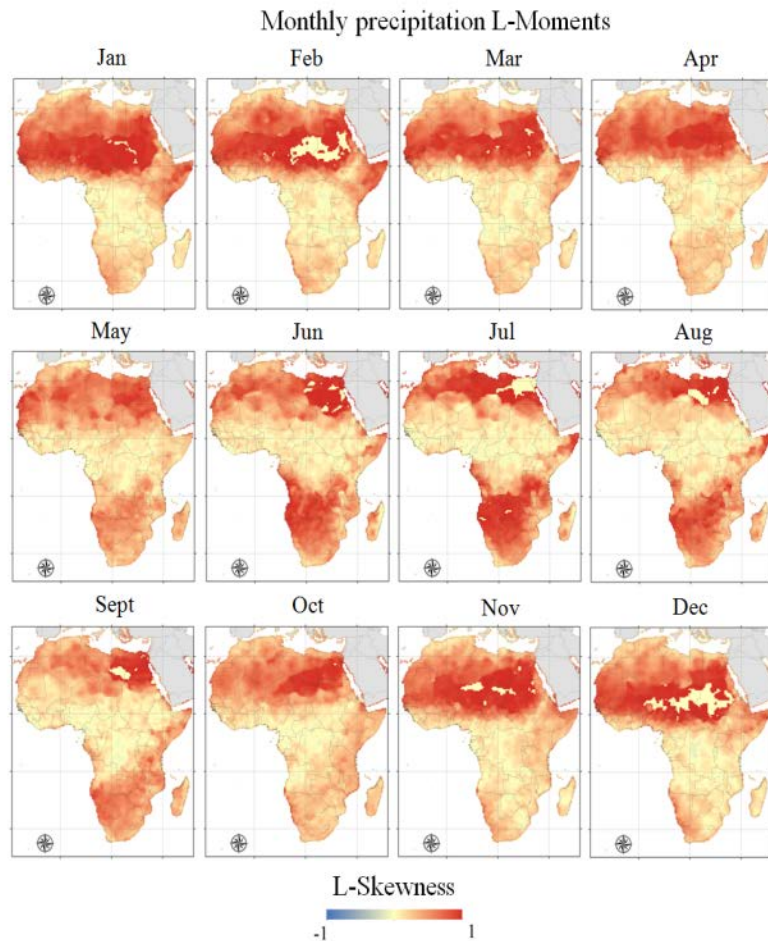 Monthly precipitation L-Moments
Jan Feb Mar Apr
May Jun Jul Aug
Sept Oct Nov Dec
L-Skewness
-1 1